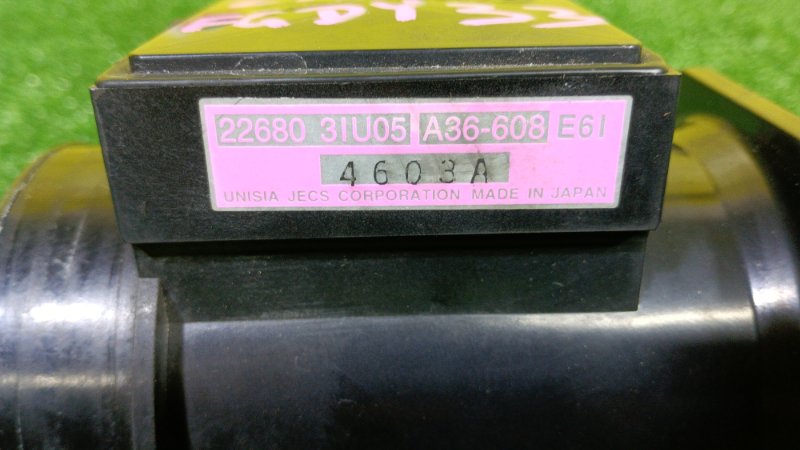 22680 31U05 A36-608 E61
4603A
UNISIA JECS CORPORATION MADE IN JAPAN